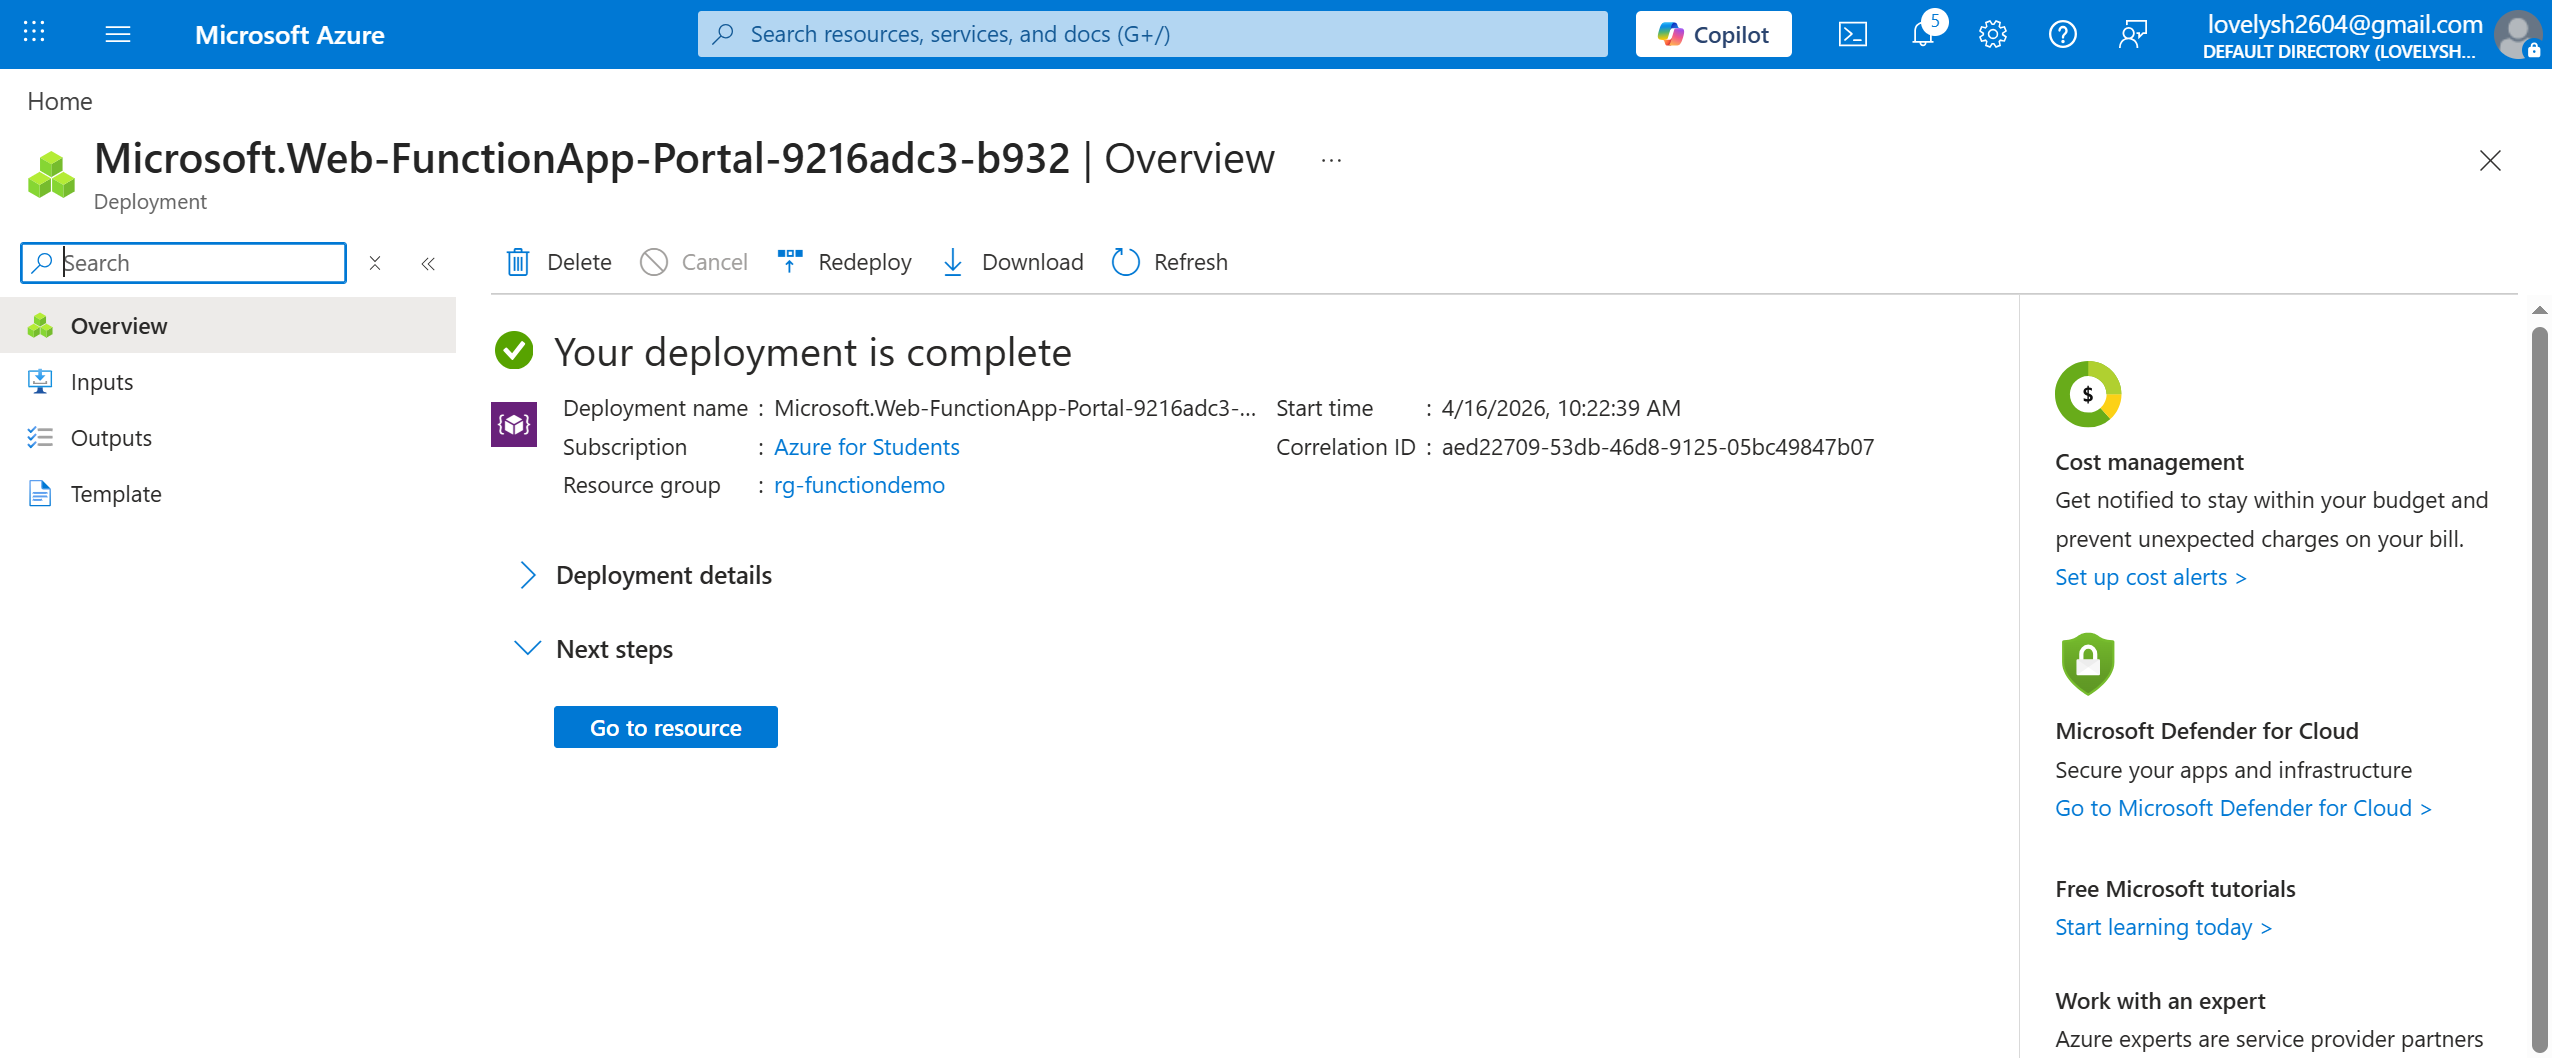 Microsoft Azure
Search resources, services, and docs (G+/)
Copilot
5
lovelysh2604@gmail.com
DEFAULT DIRECTORY (LOVELYSH...
Home
Microsoft.Web-FunctionApp-Portal-9216adc3-b932 | Overview ...
Deployment
Search
Overview
Inputs
Outputs
Template
Delete Cancel Redeploy Download Refresh
Your deployment is complete
Deployment name : Microsoft.Web-FunctionApp-Portal-9216adc3-...
Subscription : Azure for Students
Resource group : rg-functiondemo
Start time : 4/16/2026, 10:22:39 AM
Correlation ID : aed22709-53db-46d8-9125-05bc49847b07
Deployment details
Next steps
Go to resource
$
Cost management
Get notified to stay within your budget and
prevent unexpected charges on your bill.
Set up cost alerts >
Microsoft Defender for Cloud
Secure your apps and infrastructure
Go to Microsoft Defender for Cloud >
Free Microsoft tutorials
Start learning today >
Work with an expert
Azure experts are service provider partners